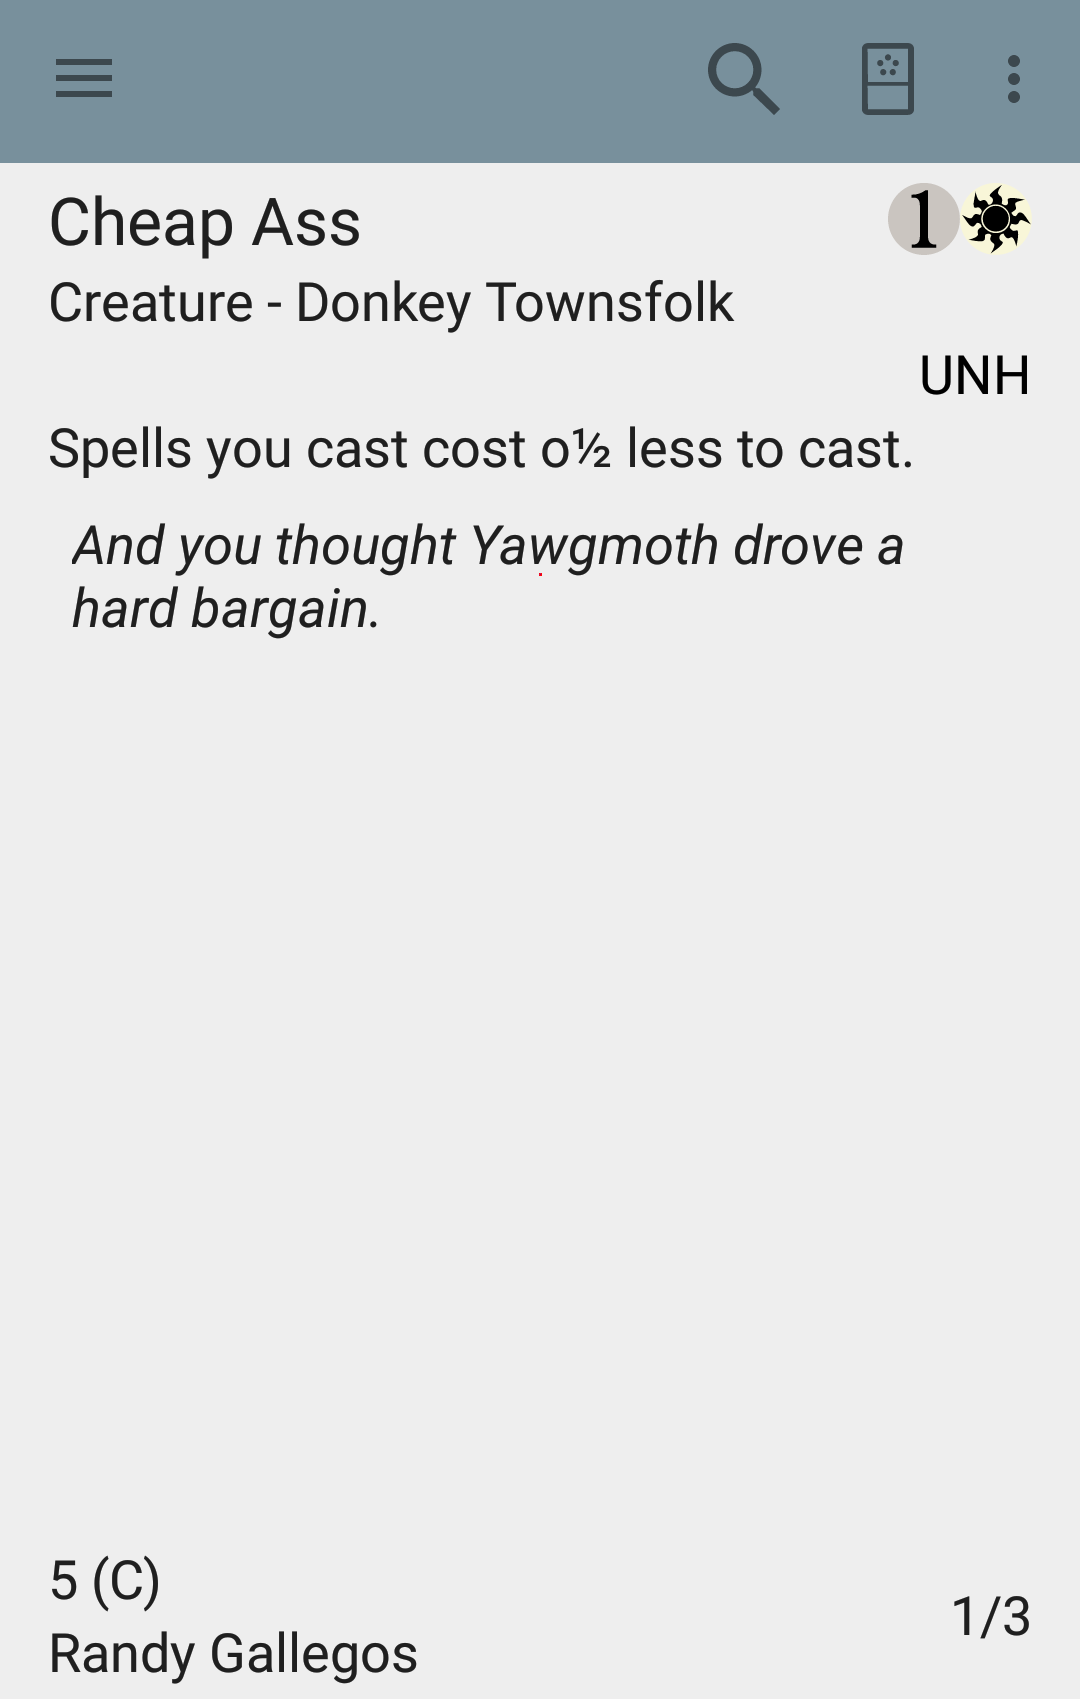 Cheap Ass 1
Creature - Donkey Townsfolk
UNH
Spells you cast cost o½ less to cast.
And you thought Yawgmoth drove a
hard bargain.
5 (C)
1/3
Randy Gallegos